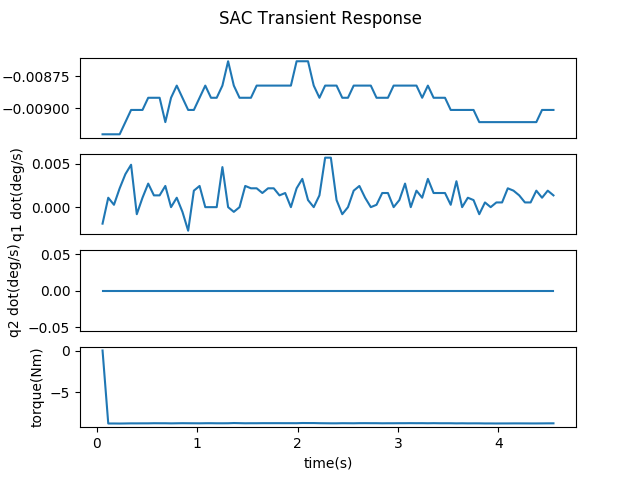 SAC Transient Response
−0.00875
−0.00900
0.005
0.000
q1 dot(deg/s)
0.05
0.00
−0.05
q2 dot(deg/s)
0
−5
torque(Nm)
0 1 2 3 4
time(s)